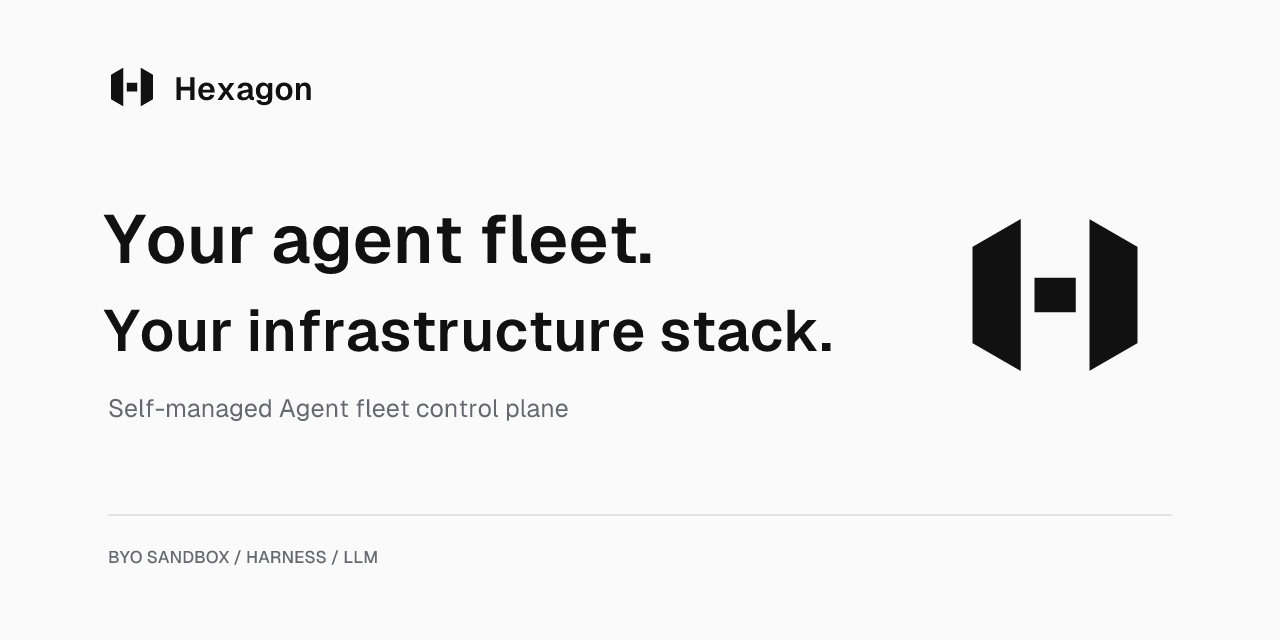 Hexagon
Your agent fleet.
Your infrastructure stack.
Self-managed Agent fleet control plane
BYO SANDBOX / HARNESS / LLM